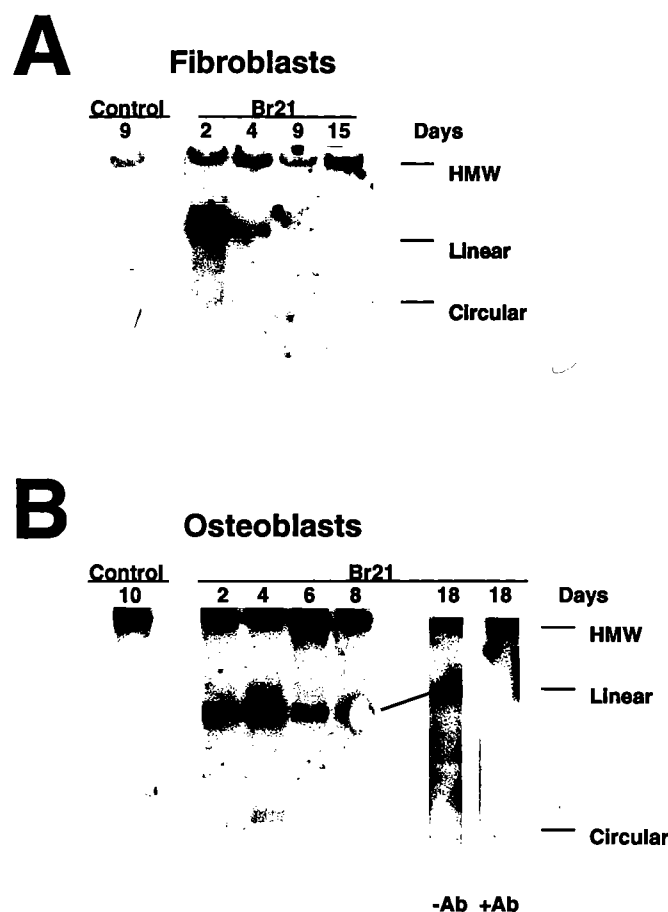 A
Fibroblasts
Control Br21
9 2 4 9 15 Days
HMW
Linear
Circular
B
Osteoblasts
Control Br21
10 2 4 6 8 18 18 Days
HMW
Linear
Circular
-Ab +Ab